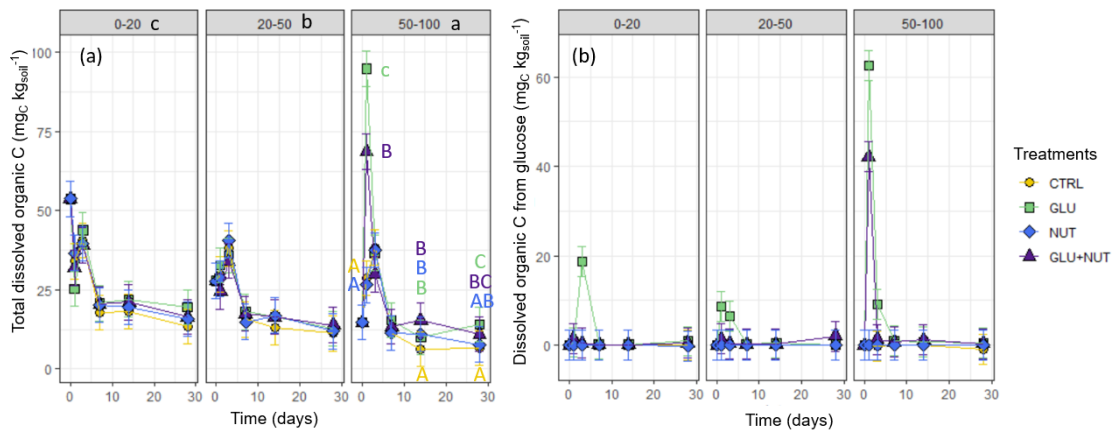 0-20 c
20-50 b
50-100 a
(a)
100
75
50
25
0
Total dissolved organic C (mgC kgsoil⁻¹)
c
B
A
A
B
B
B
A
C
BC
AB
A
0 10 20 30
0 10 20 30
0 10 20 30
Time (days)
0-20
20-50
50-100
(b)
60
40
20
0
Dissolved organic C from glucose (mgC kgsoil⁻¹)
0 10 20 30
0 10 20 30
0 10 20 30
Time (days)
Treatments
CTRL
GLU
NUT
GLU+NUT